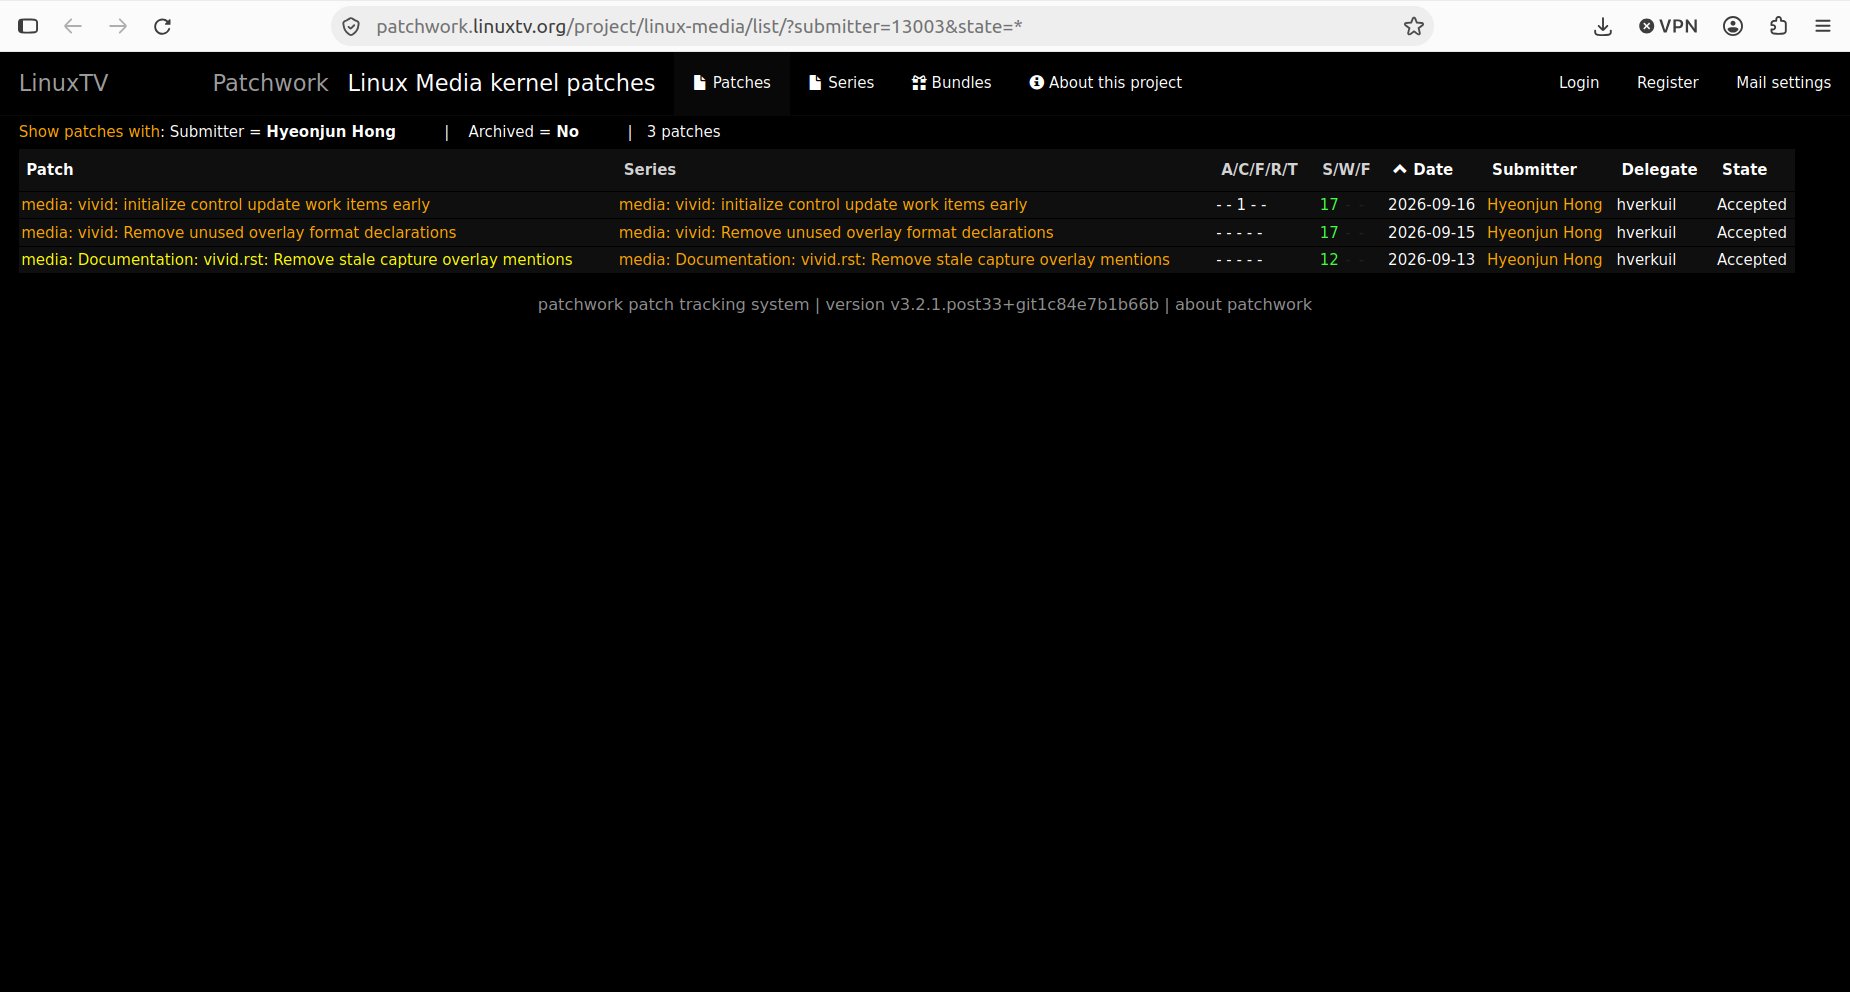 patchwork.linuxtv.org/project/linux-media/list/?submitter=13003&state=*
VPN
LinuxTV Patchwork Linux Media kernel patches Patches Series Bundles About this project Login Register Mail settings
Show patches with: Submitter = Hyeonjun Hong | Archived = No | 3 patches
Patch Series A/C/F/R/T S/W/F Date Submitter Delegate State
media: vivid: initialize control update work items early media: vivid: initialize control update work items early - - 1 - - 17 - - 2026-09-16 Hyeonjun Hong hverkuil Accepted
media: vivid: Remove unused overlay format declarations media: vivid: Remove unused overlay format declarations - - - - - 17 - - 2026-09-15 Hyeonjun Hong hverkuil Accepted
media: Documentation: vivid.rst: Remove stale capture overlay mentions media: Documentation: vivid.rst: Remove stale capture overlay mentions - - - - - 12 - - 2026-09-13 Hyeonjun Hong hverkuil Accepted
patchwork patch tracking system | version v3.2.1.post33+git1c84e7b1b66b | about patchwork